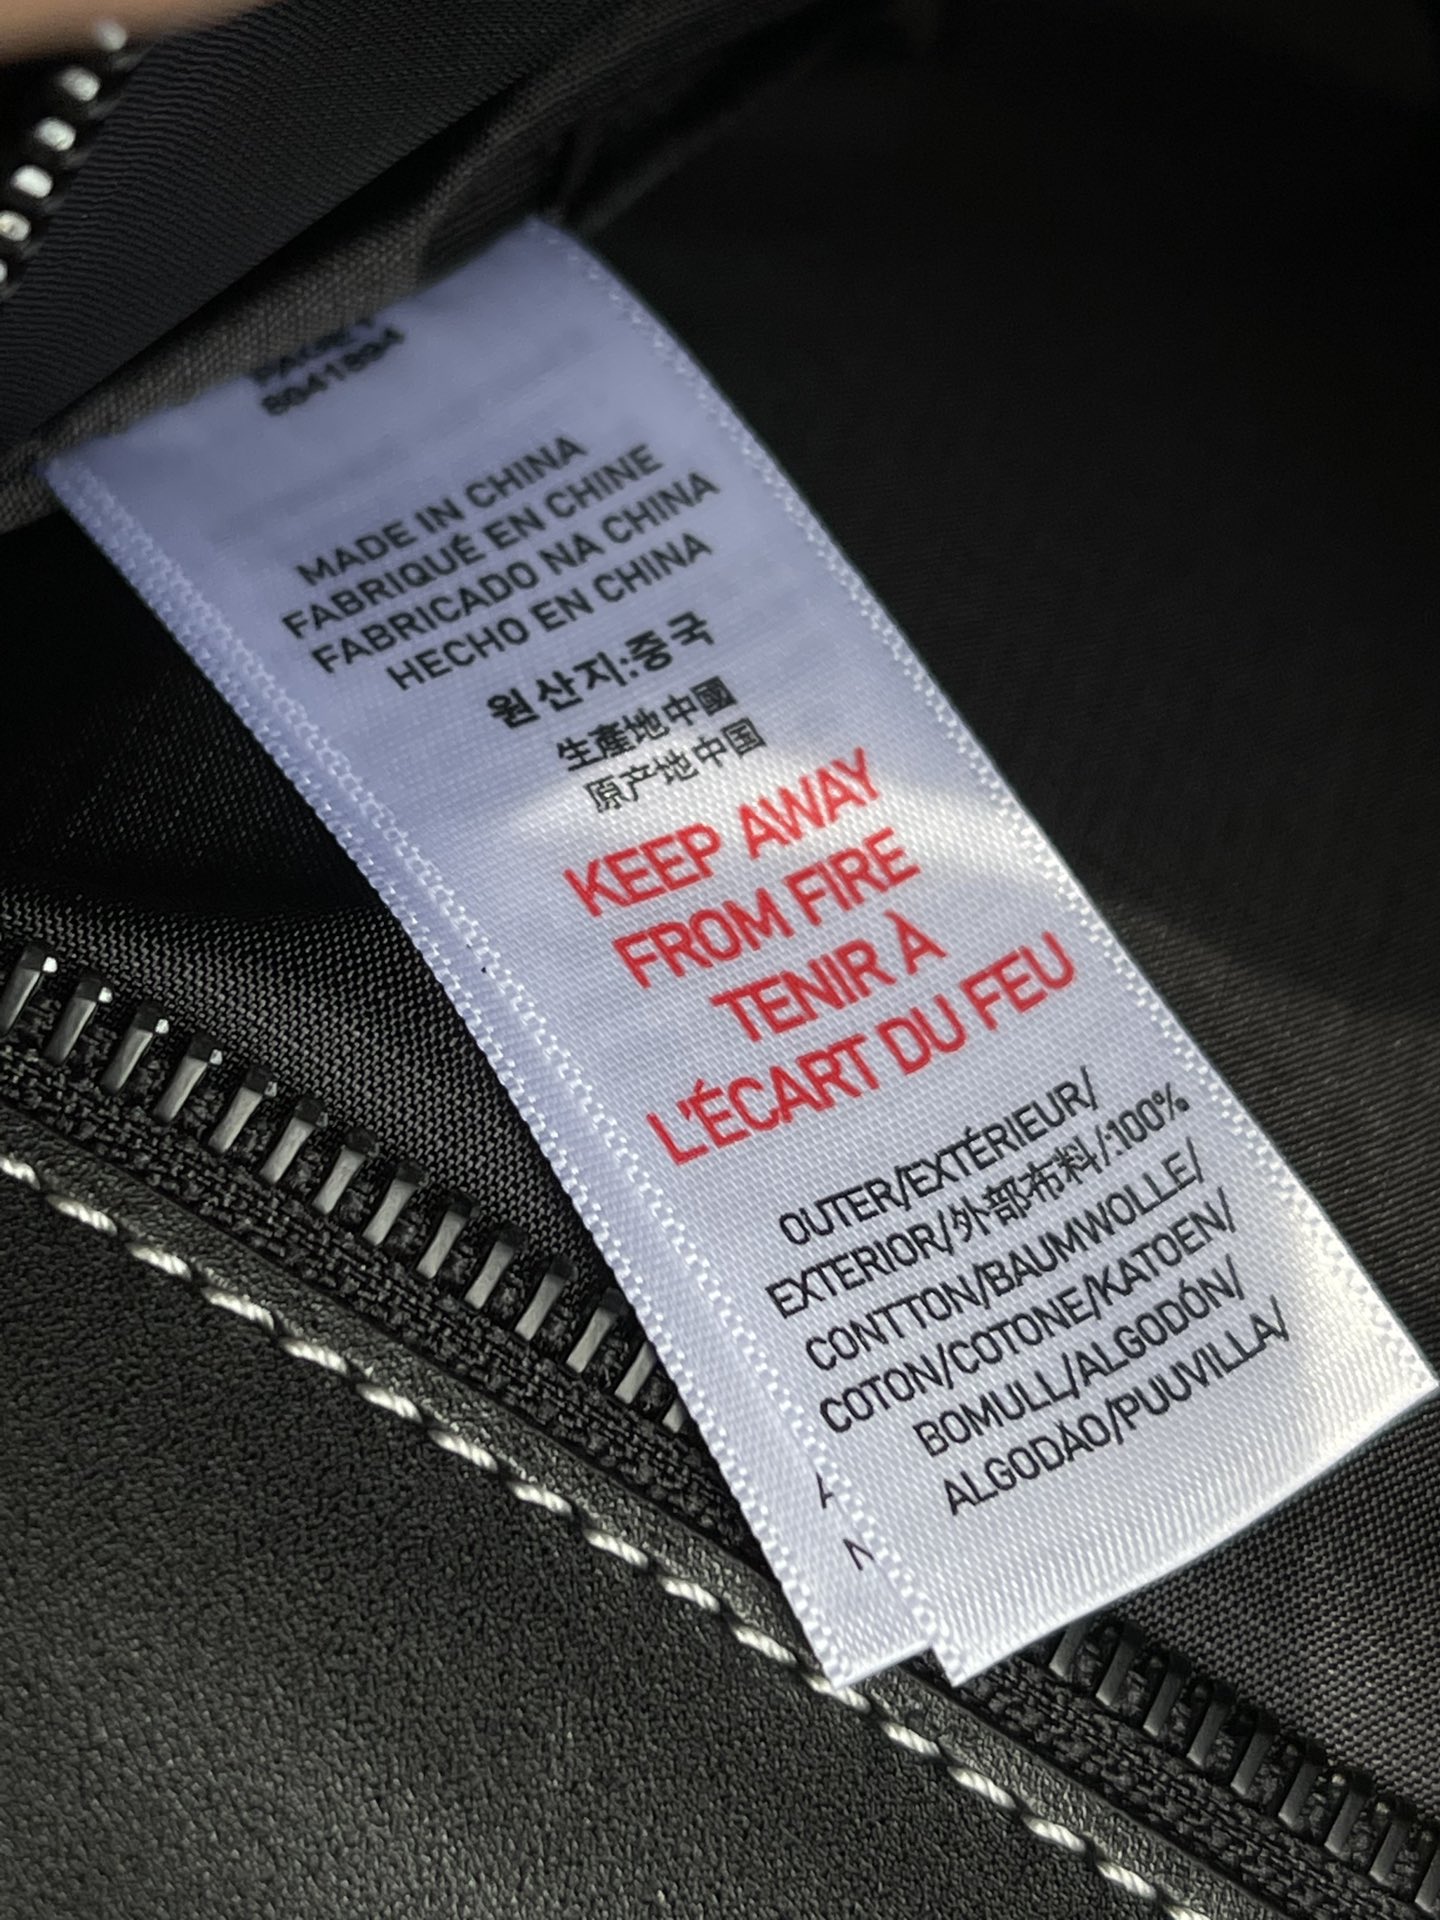 8041894
MADE IN CHINA
FABRIQUÉ EN CHINE
FABRICADO NA CHINA
HECHO EN CHINA
원산지:중국
生產地中國
原产地中国
KEEP AWAY
FROM FIRE
TENIR À
L'ÉCART DU FEU
OUTER/EXTÉRIEUR/
EXTERIOR/外部布料/:100%
CONTTON/BAUMWOLLE/
COTON/COTONE/KATOEN/
BOMULL/ALGODÓN/
ALGODÃO/PUUVILLA/